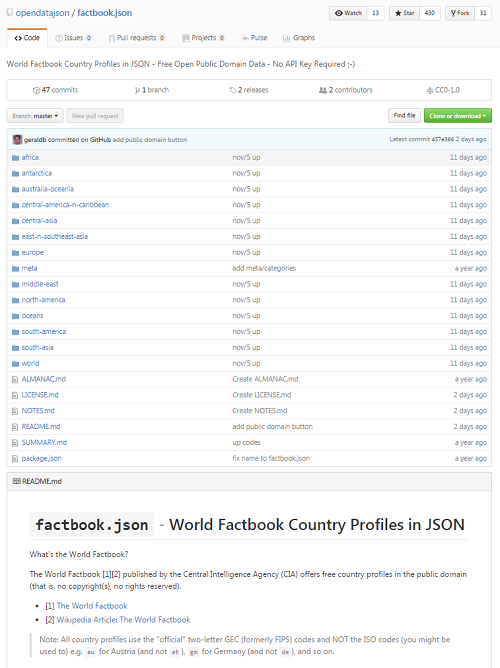 opendatajson / factbook.json
Watch 13 Star 430 Fork 31
Code Issues 0 Pull requests 0 Projects 0 Pulse Graphs
World Factbook Country Profiles in JSON - Free Open Public Domain Data - No API Key Required ;-)
47 commits 1 branch 2 releases 2 contributors CC0-1.0
Branch: master New pull request Find file Clone or download
geraldb committed on GitHub add public domain button Latest commit 457e366 2 days ago
africa nov/5 up 11 days ago
antarctica nov/5 up 11 days ago
australia-oceania nov/5 up 11 days ago
central-america-n-caribbean nov/5 up 11 days ago
central-asia nov/5 up 11 days ago
east-n-southeast-asia nov/5 up 11 days ago
europe nov/5 up 11 days ago
meta add meta/categories a year ago
middle-east nov/5 up 11 days ago
north-america nov/5 up 11 days ago
oceans nov/5 up 11 days ago
south-america nov/5 up 11 days ago
south-asia nov/5 up 11 days ago
world nov/5 up 11 days ago
ALMANAC.md Create ALMANAC.md a year ago
LICENSE.md Create LICENSE.md 2 days ago
NOTES.md Create NOTES.md 2 days ago
README.md add public domain button 2 days ago
SUMMARY.md up codes a year ago
package.json fix name to factbook.json a year ago
README.md
factbook.json - World Factbook Country Profiles in JSON
What's the World Factbook?
The World Factbook [1][2] published by the Central Intelligence Agency (CIA) offers free country profiles in the public domain
(that is, no copyright(s), no rights reserved).
[1] The World Factbook
[2] Wikipedia Article: The World Factbook
Note: All country profiles use the "official" two-letter GEC (formerly FIPS) codes and NOT the ISO codes (you might be
used to) e.g. au for Austria (and not at ), gm for Germany (and not de ), and so on.